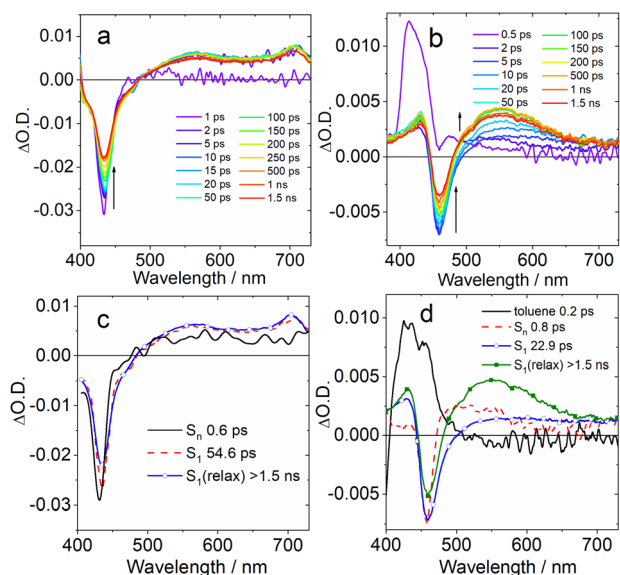 a
0.01
0.00
-0.01
-0.02
-0.03
ΔO.D.
1 ps
2 ps
5 ps
10 ps
15 ps
20 ps
50 ps
100 ps
150 ps
200 ps
250 ps
500 ps
1 ns
1.5 ns
400 500 600 700
Wavelength / nm
b
0.010
0.005
0.000
-0.005
ΔO.D.
0.5 ps
2 ps
5 ps
10 ps
20 ps
50 ps
100 ps
150 ps
200 ps
500 ps
1 ns
1.5 ns
400 500 600 700
Wavelength / nm
c
0.01
0.00
-0.01
-0.02
-0.03
ΔO.D.
Sn 0.6 ps
S1 54.6 ps
S1(relax) >1.5 ns
400 500 600 700
Wavelength / nm
d
0.010
0.005
0.000
-0.005
ΔO.D.
toluene 0.2 ps
Sn 0.8 ps
S1 22.9 ps
S1(relax) >1.5 ns
400 500 600 700
Wavelength / nm